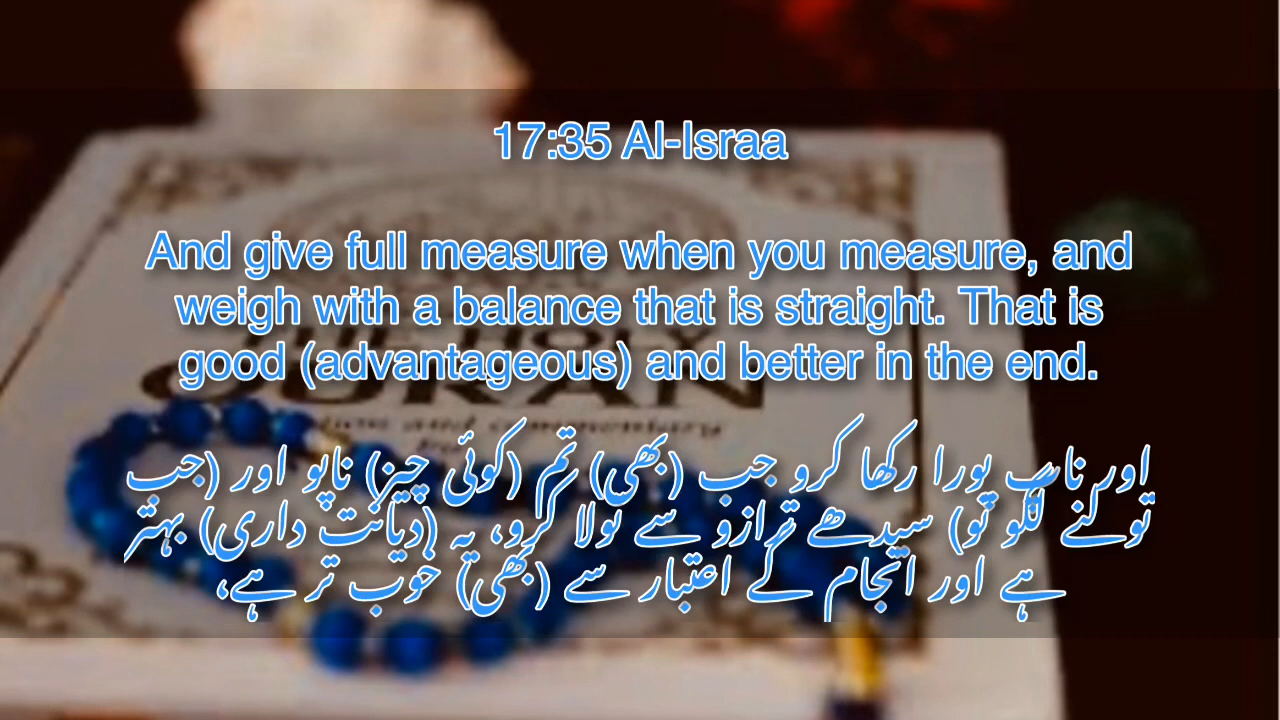 17:35 Al-Israa
And give full measure when you measure, and
weigh with a balance that is straight. That is
good (advantageous) and better in the end.
اور ناپ پورا رکھا کرو جب (بھی) تم (کوئی چیز) ناپو اور (جب
تولنے لگو تو) سیدھے ترازو سے تولا کرو، یہ (دیانت داری) بہتر
ہے اور انجام کے اعتبار سے (بھی) خوب تر ہے،
THE HOLY
QURAN